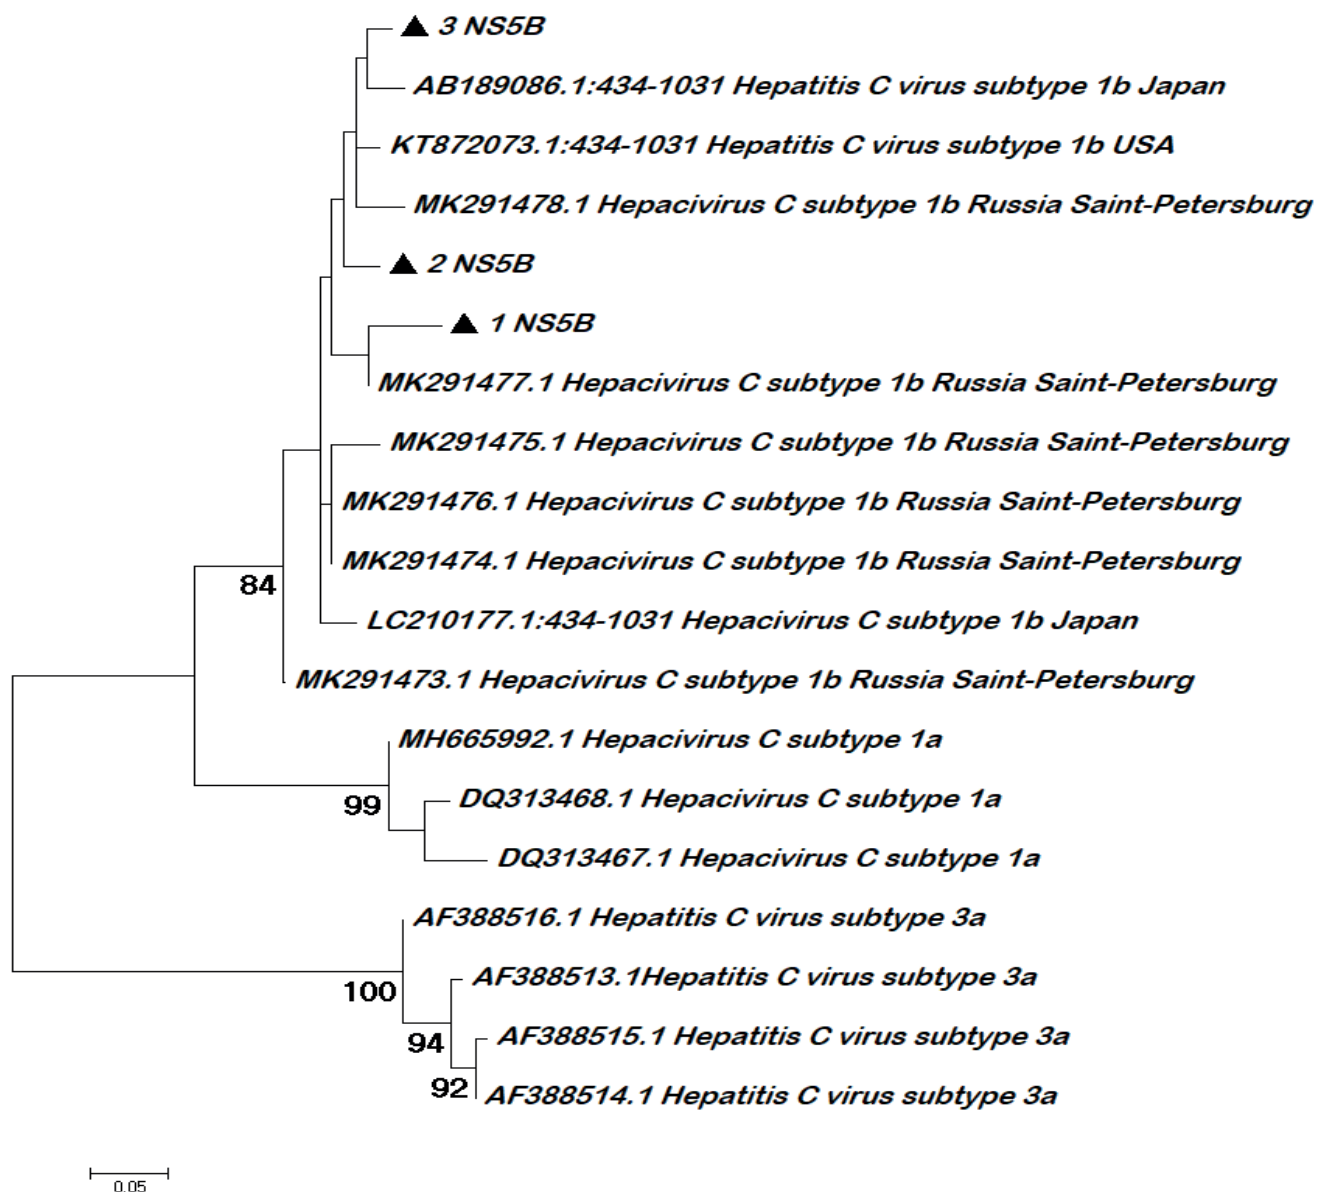 3 NS5B
AB189086.1:434-1031 Hepatitis C virus subtype 1b Japan
KT872073.1:434-1031 Hepatitis C virus subtype 1b USA
MK291478.1 Hepacivirus C subtype 1b Russia Saint-Petersburg
2 NS5B
1 NS5B
MK291477.1 Hepacivirus C subtype 1b Russia Saint-Petersburg
MK291475.1 Hepacivirus C subtype 1b Russia Saint-Petersburg
MK291476.1 Hepacivirus C subtype 1b Russia Saint-Petersburg
MK291474.1 Hepacivirus C subtype 1b Russia Saint-Petersburg
84
LC210177.1:434-1031 Hepacivirus C subtype 1b Japan
MK291473.1 Hepacivirus C subtype 1b Russia Saint-Petersburg
MH665992.1 Hepacivirus C subtype 1a
99
DQ313468.1 Hepacivirus C subtype 1a
DQ313467.1 Hepacivirus C subtype 1a
AF388516.1 Hepatitis C virus subtype 3a
100
AF388513.1Hepatitis C virus subtype 3a
94
AF388515.1 Hepatitis C virus subtype 3a
92
AF388514.1 Hepatitis C virus subtype 3a
0.05